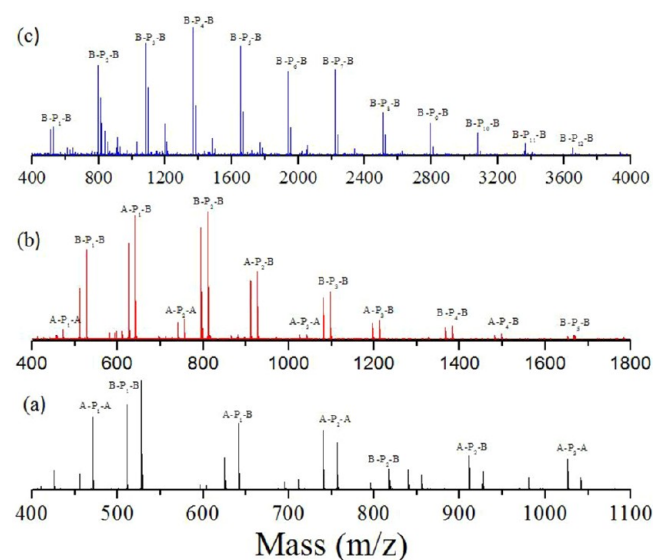 (c)
B-P1-B B-P2-B B-P3-B B-P4-B B-P5-B B-P6-B B-P7-B B-P8-B B-P9-B B-P10-B B-P11-B B-P12-B
400 800 1200 1600 2000 2400 2800 3200 3600 4000
(b)
A-P1-A B-P1-B A-P1-B A-P2-A B-P2-B A-P2-B A-P3-A B-P3-B A-P3-B B-P4-B A-P4-B B-P5-B
400 600 800 1000 1200 1400 1600 1800
(a)
A-P1-A B-P1-B A-P1-B A-P2-A B-P2-B A-P2-B A-P3-A
400 500 600 700 800 900 1000 1100
Mass (m/z)